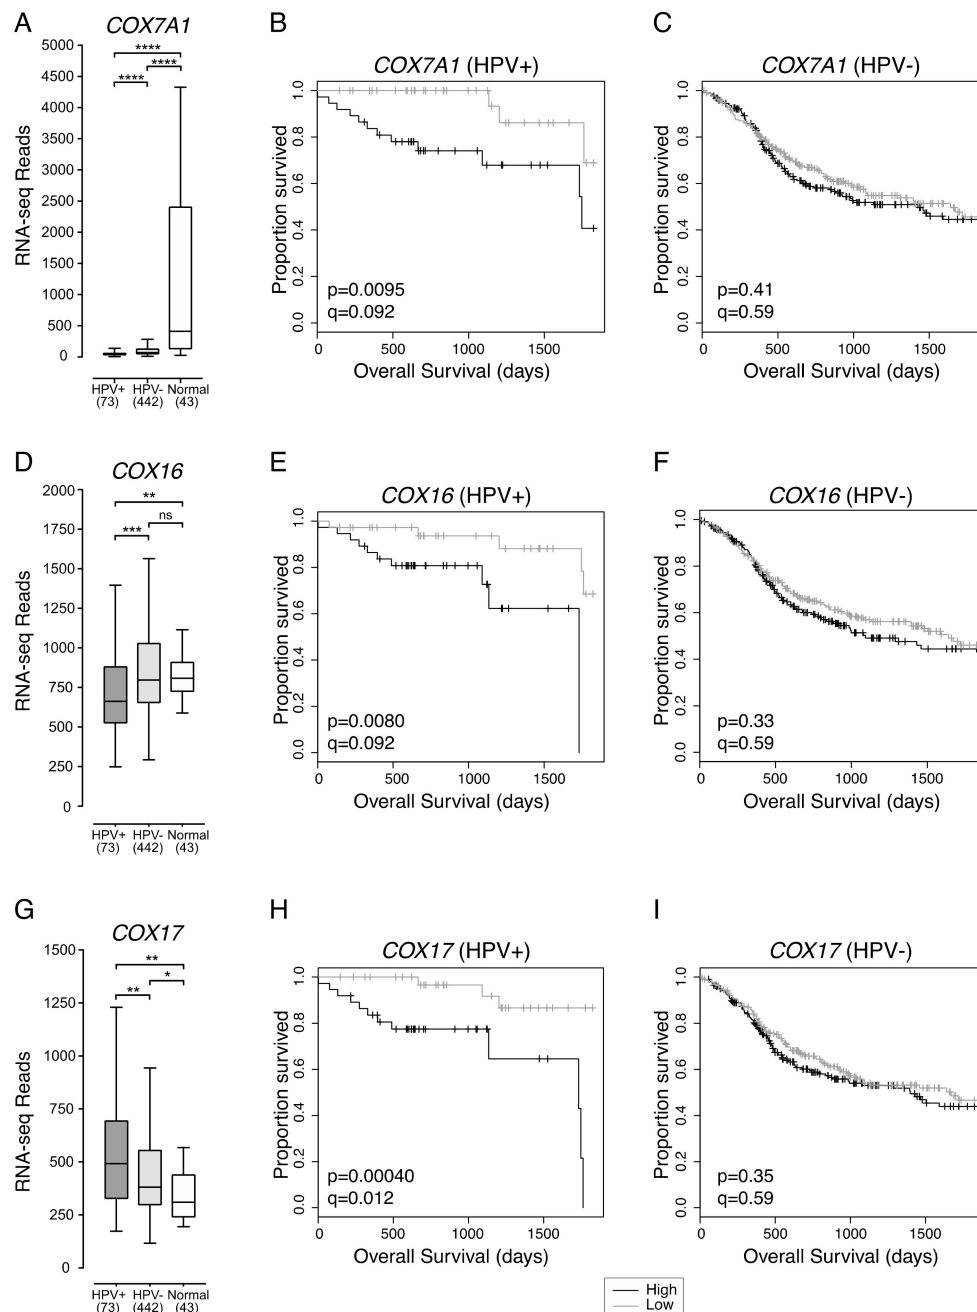 A
COX7A1
5000
4500
4000
3500
3000
2500
2000
1500
1000
500
0
RNA-seq Reads
****
****
****
HPV+ HPV- Normal
(73) (442) (43)
B
COX7A1 (HPV+)
Proportion survived
1.0
0.8
0.6
0.4
0.2
0.0
p=0.0095
q=0.092
0 500 1000 1500
Overall Survival (days)
C
COX7A1 (HPV-)
Proportion survived
1.0
0.8
0.6
0.4
0.2
0.0
p=0.41
q=0.59
0 500 1000 1500
Overall Survival (days)
D
COX16
2000
1750
1500
1250
1000
750
500
250
0
RNA-seq Reads
**
ns
***
HPV+ HPV- Normal
(73) (442) (43)
E
COX16 (HPV+)
Proportion survived
1.0
0.8
0.6
0.4
0.2
0.0
p=0.0080
q=0.092
0 500 1000 1500
Overall Survival (days)
F
COX16 (HPV-)
Proportion survived
1.0
0.8
0.6
0.4
0.2
0.0
p=0.33
q=0.59
0 500 1000 1500
Overall Survival (days)
G
COX17
1500
1250
1000
750
500
250
0
RNA-seq Reads
**
*
**
HPV+ HPV- Normal
(73) (442) (43)
H
COX17 (HPV+)
Proportion survived
1.0
0.8
0.6
0.4
0.2
0.0
p=0.00040
q=0.012
0 500 1000 1500
Overall Survival (days)
I
COX17 (HPV-)
Proportion survived
1.0
0.8
0.6
0.4
0.2
0.0
p=0.35
q=0.59
0 500 1000 1500
Overall Survival (days)
High
Low